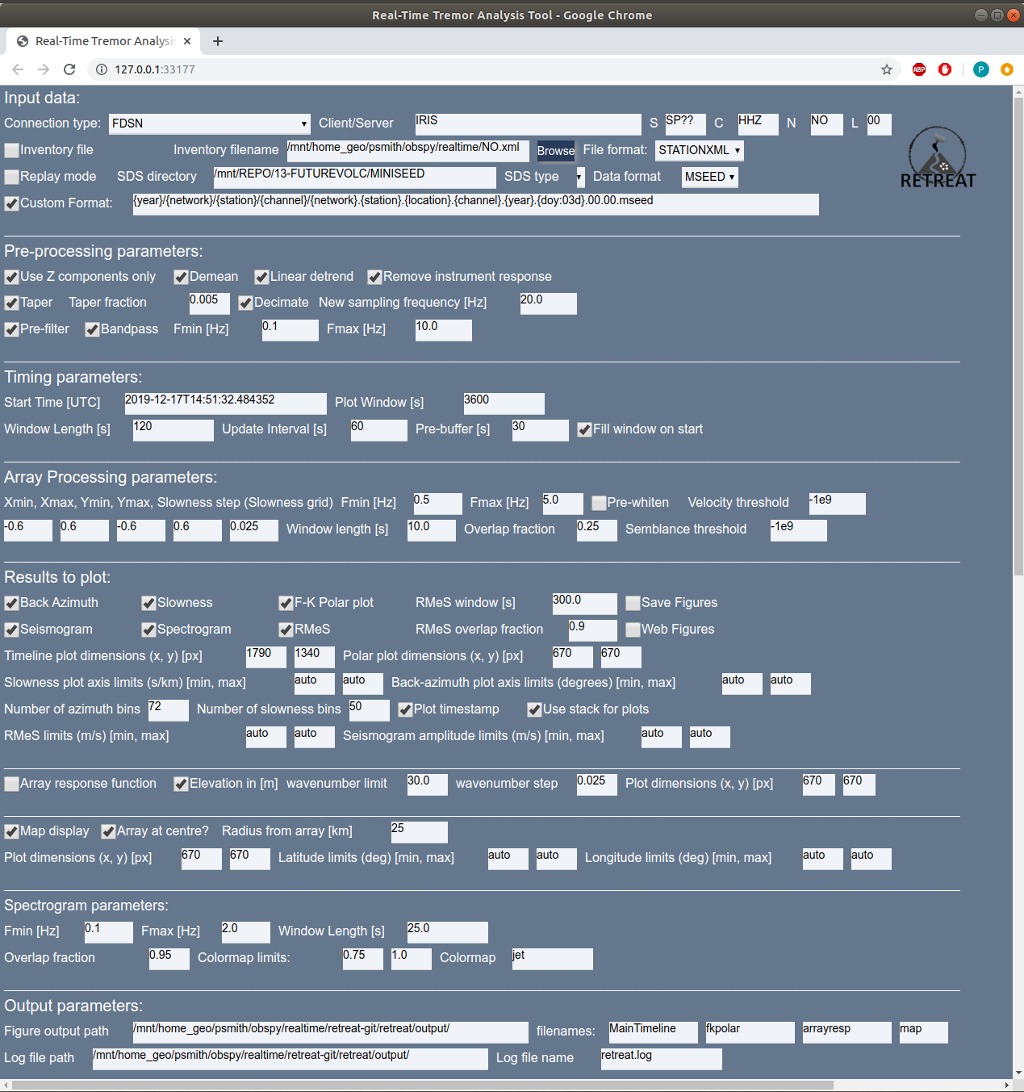 Real-Time Tremor Analysis Tool - Google Chrome
Real-Time Tremor Analysis
127.0.0.1:33177
ABP P
Input data:
Connection type: FDSN Client/Server IRIS S SP?? C HHZ N NO L 00
Inventory file Inventory filename /mnt/home_geo/psmith/obspy/realtime/NO.xml Browse File format: STATIONXML
RETREAT
Replay mode SDS directory /mnt/REPO/13-FUTUREVOLC/MINISEED SDS type Data format MSEED
Custom Format: {year}/{network}/{station}/{channel}/{network}.{station}.{location}.{channel}.{year}.{doy:03d}.00.00.mseed
Pre-processing parameters:
Use Z components only Demean Linear detrend Remove instrument response
Taper Taper fraction 0.005 Decimate New sampling frequency [Hz] 20.0
Pre-filter Bandpass Fmin [Hz] 0.1 Fmax [Hz] 10.0
Timing parameters:
Start Time [UTC] 2019-12-17T14:51:32.484352 Plot Window [s] 3600
Window Length [s] 120 Update Interval [s] 60 Pre-buffer [s] 30 Fill window on start
Array Processing parameters:
Xmin, Xmax, Ymin, Ymax, Slowness step (Slowness grid) Fmin [Hz] 0.5 Fmax [Hz] 5.0 Pre-whiten Velocity threshold -1e9
-0.6 0.6 -0.6 0.6 0.025 Window length [s] 10.0 Overlap fraction 0.25 Semblance threshold -1e9
Results to plot:
Back Azimuth Slowness F-K Polar plot RMeS window [s] 300.0 Save Figures
Seismogram Spectrogram RMeS RMeS overlap fraction 0.9 Web Figures
Timeline plot dimensions (x, y) [px] 1790 1340 Polar plot dimensions (x, y) [px] 670 670
Slowness plot axis limits (s/km) [min, max] auto auto Back-azimuth plot axis limits (degrees) [min, max] auto auto
Number of azimuth bins 72 Number of slowness bins 50 Plot timestamp Use stack for plots
RMeS limits (m/s) [min, max] auto auto Seismogram amplitude limits (m/s) [min, max] auto auto
Array response function Elevation in [m] wavenumber limit 30.0 wavenumber step 0.025 Plot dimensions (x, y) [px] 670 670
Map display Array at centre? Radius from array [km] 25
Plot dimensions (x, y) [px] 670 670 Latitude limits (deg) [min, max] auto auto Longitude limits (deg) [min, max] auto auto
Spectrogram parameters:
Fmin [Hz] 0.1 Fmax [Hz] 2.0 Window Length [s] 25.0
Overlap fraction 0.95 Colormap limits: 0.75 1.0 Colormap jet
Output parameters:
Figure output path /mnt/home_geo/psmith/obspy/realtime/retreat-git/retreat/output/ filenames: MainTimeline fkpolar arrayresp map
Log file path /mnt/home_geo/psmith/obspy/realtime/retreat-git/retreat/output/ Log file name retreat.log